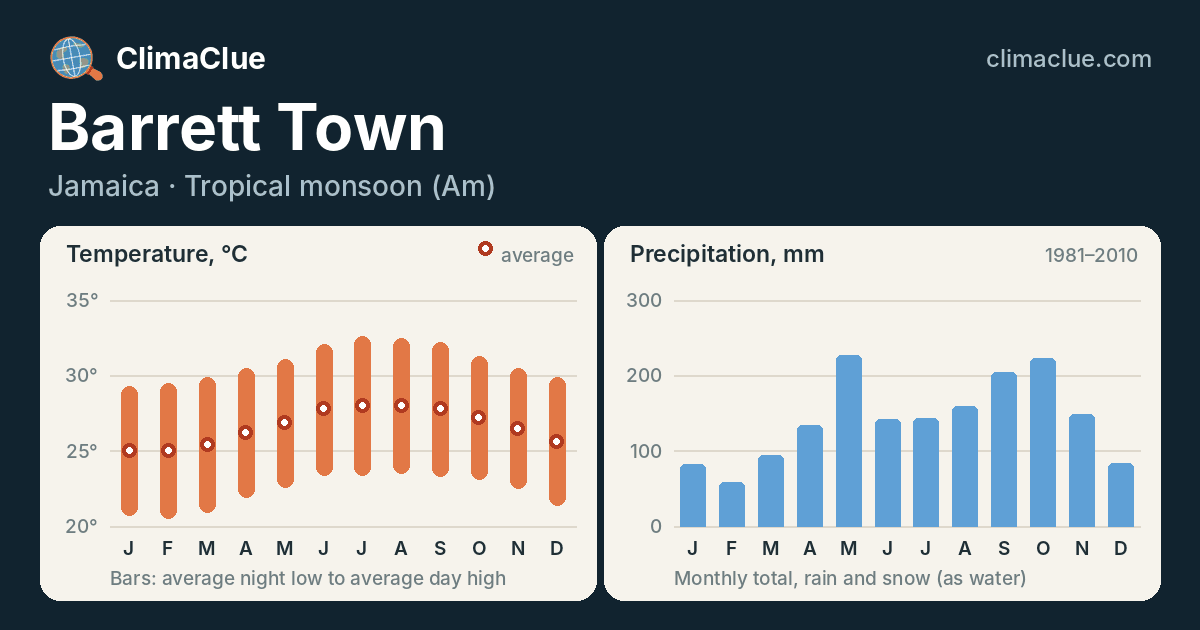 ClimaClue
climaclue.com
Barrett Town
Jamaica · Tropical monsoon (Am)
Temperature, °C
average
35°
30°
25°
20°
J F M A M J J A S O N D
Bars: average night low to average day high
Precipitation, mm
1981–2010
300
200
100
0
J F M A M J J A S O N D
Monthly total, rain and snow (as water)